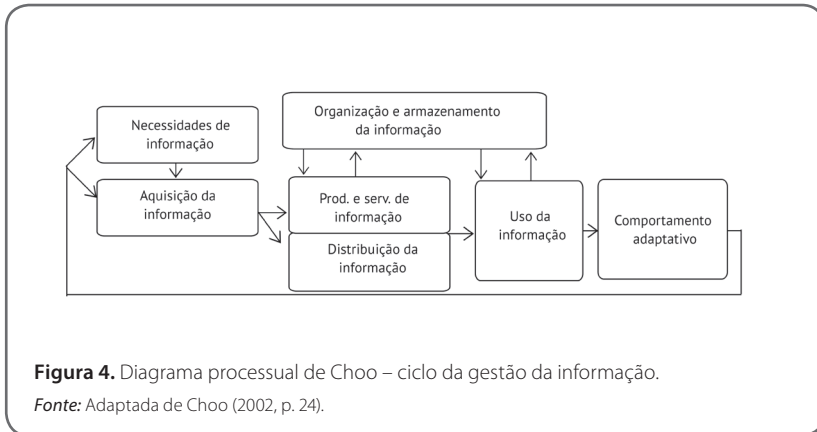 Necessidades de
informação
Aquisição da
informação
Organização e armazenamento
da informação
Prod. e serv. de
informação
Distribuição da
informação
Uso da
informação
Comportamento
adaptativo
Figura 4. Diagrama processual de Choo – ciclo da gestão da informação.
Fonte: Adaptada de Choo (2002, p. 24).